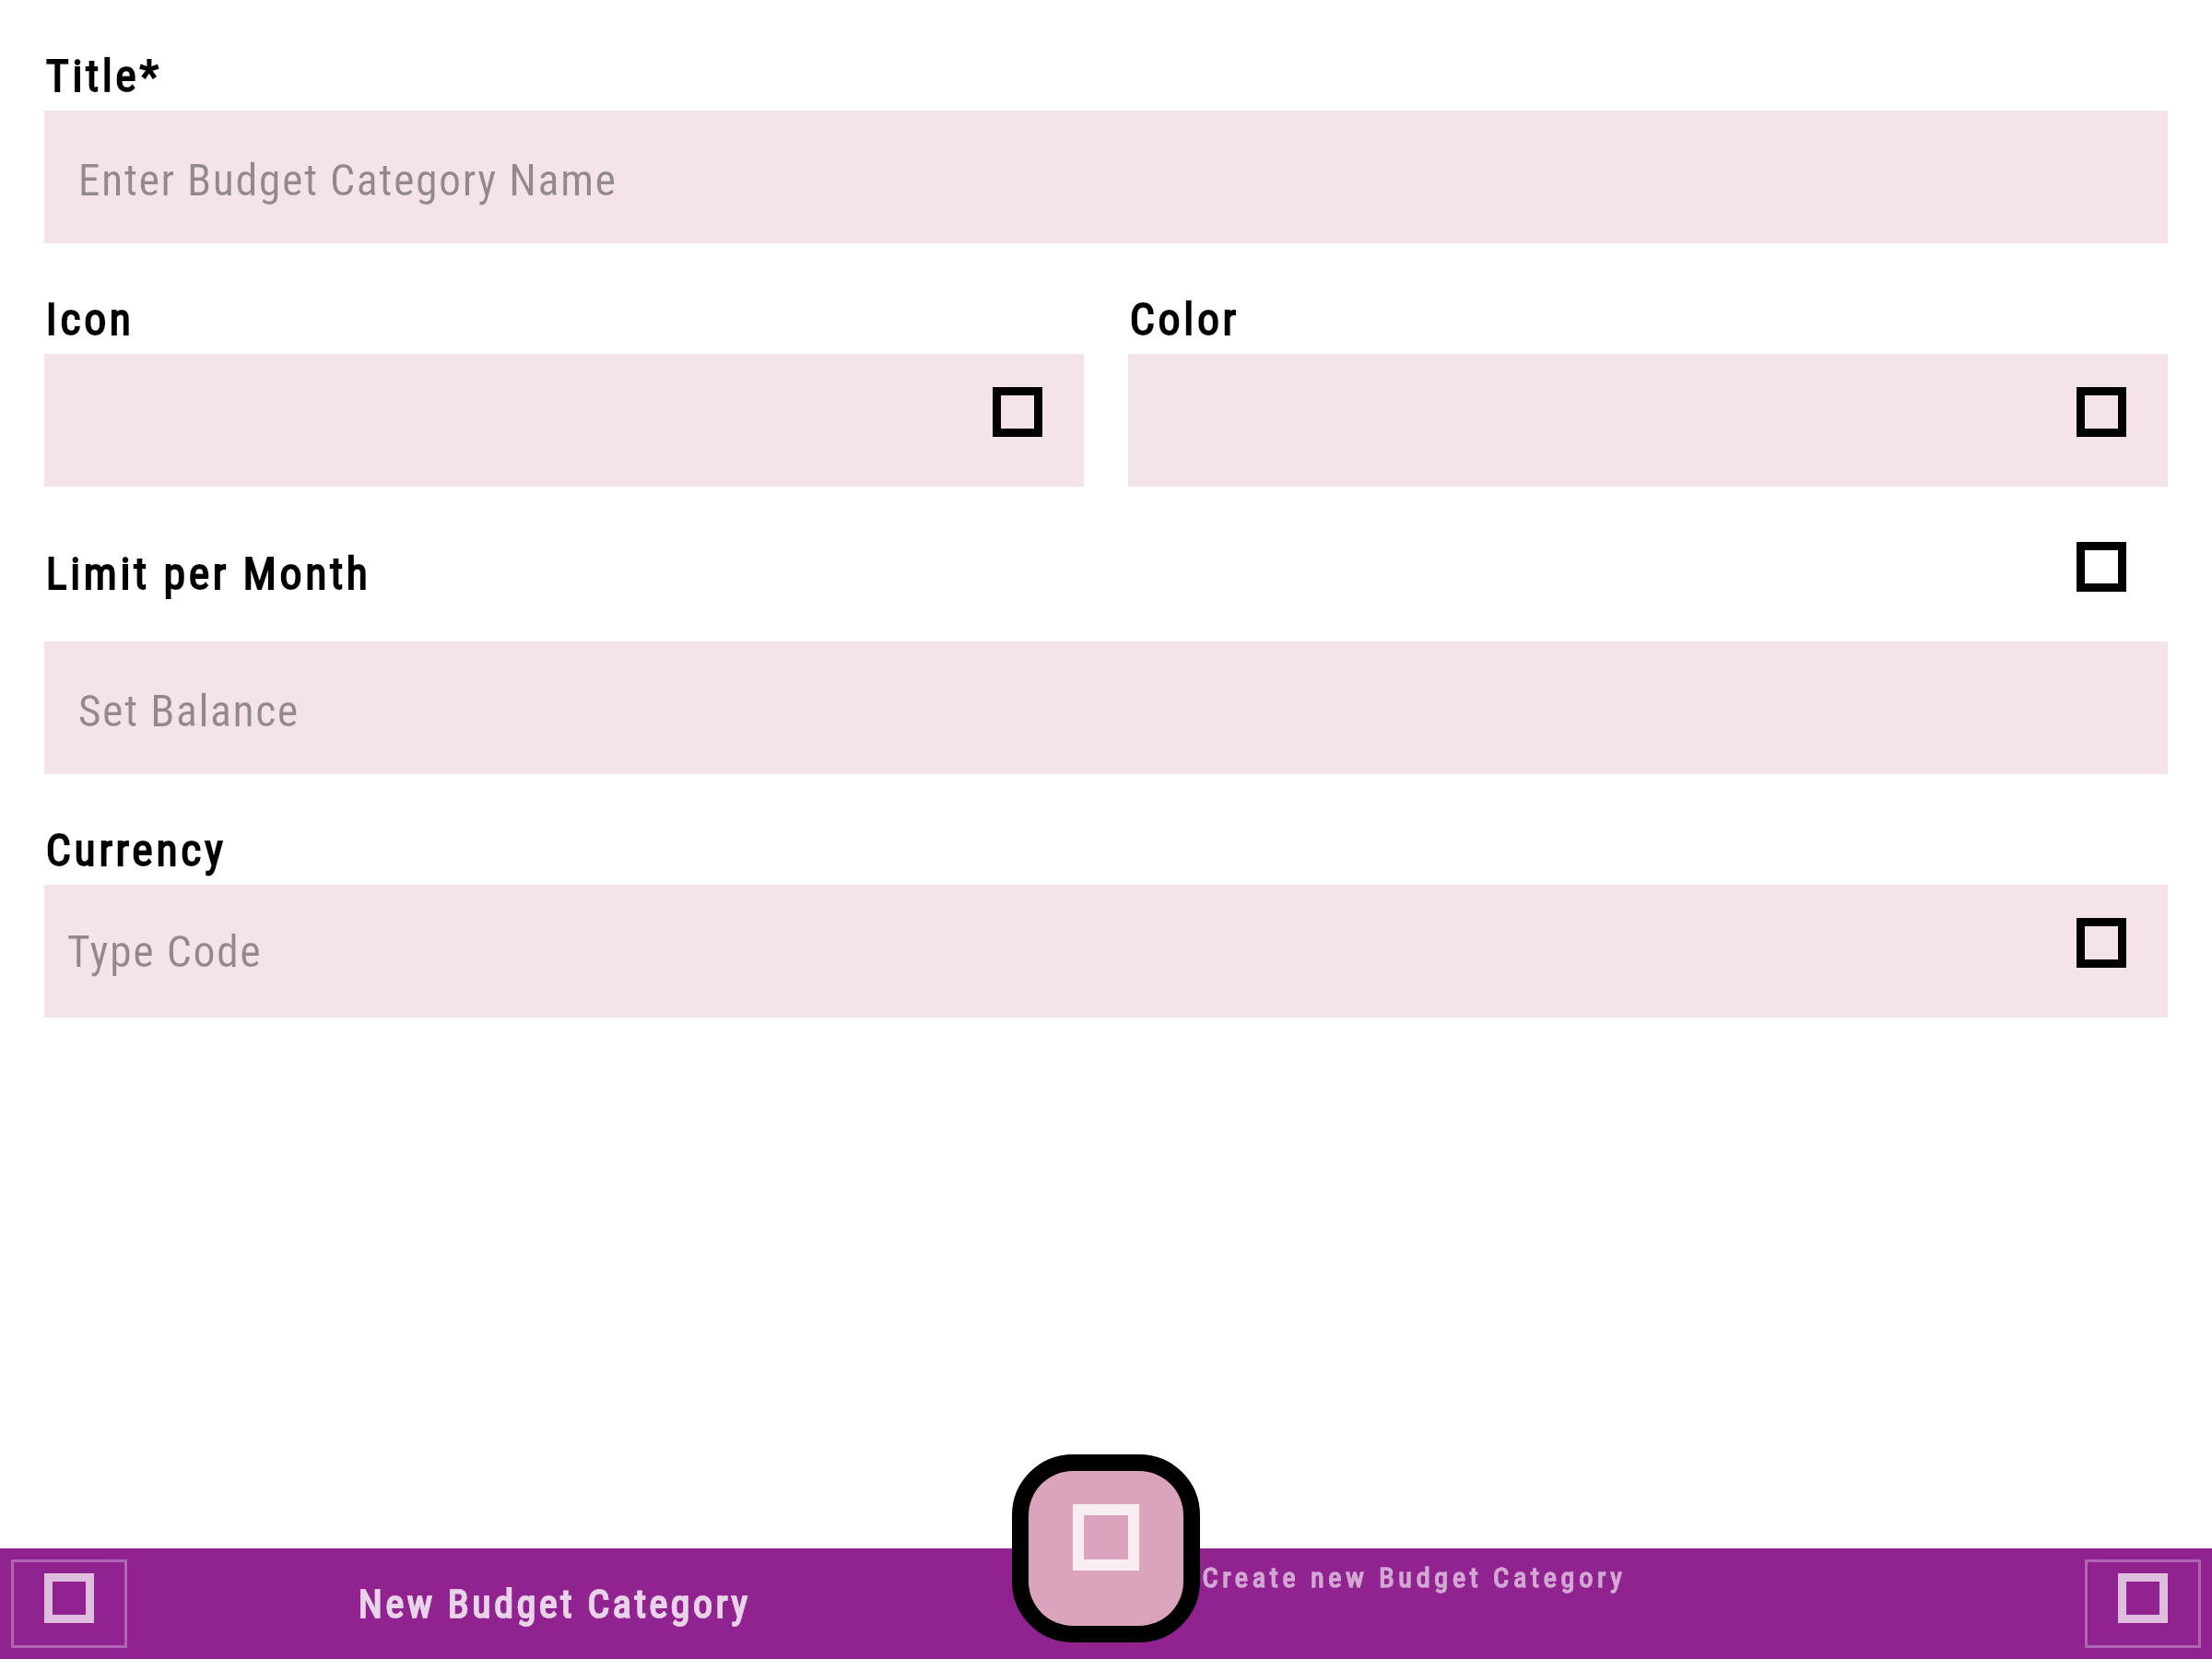 Title*
Enter Budget Category Name
Icon
Color
Limit per Month
Set Balance
Currency
Type Code
New Budget Category
Create new Budget Category